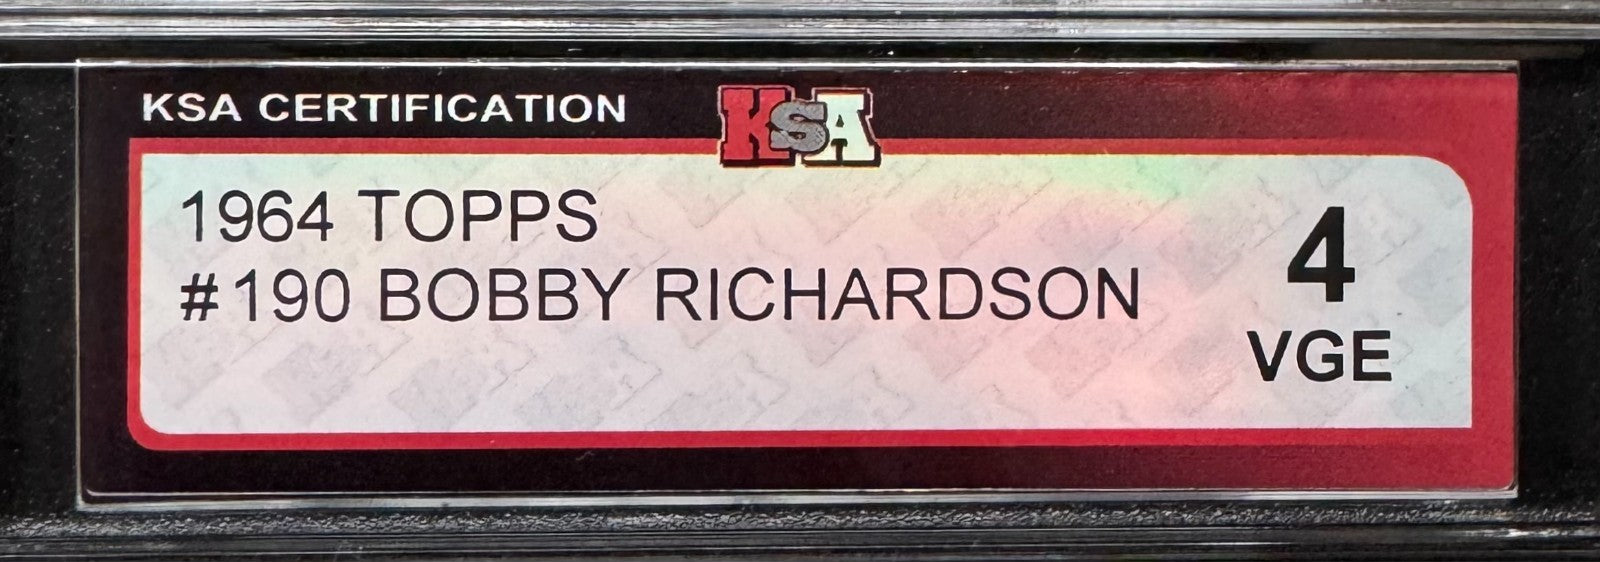 KSA CERTIFICATION
KSA
1964 TOPPS
#190 BOBBY RICHARDSON
4
VGE